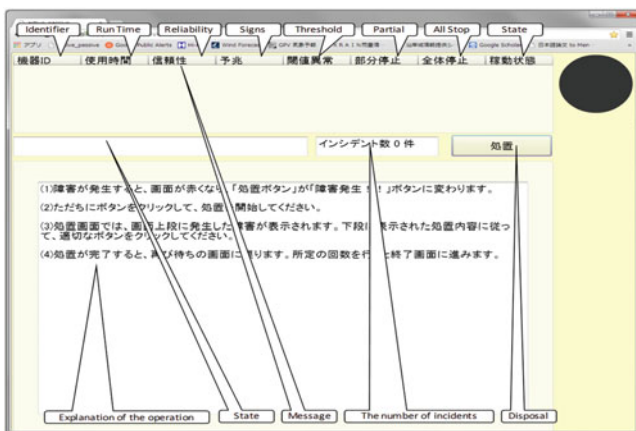 Identifier Run Time Reliability Signs Threshold Partial All Stop State
アプリ Google Scholar
機器ID 使用時間 信頼性 予兆 閾値異常 部分停止 全体停止 稼動状態
インシデント数 0 件 処置
(1)障害が発生すると、画面が赤くなり、「処置ボタン」が「障害発生!!」ボタンに変わります。
(2)ただちにボタンをクリックして、処置を開始してください。
(3)処置画面では、画面上段に発生した障害が表示されます。下段に表示された処置内容に従っ
て、適切なボタンをクリックしてください。
(4)処置が完了すると、再び待ちの画面に戻ります。所定の回数を行 終了画面に進みます。
Explanation of the operation State Message The number of incidents Disposal